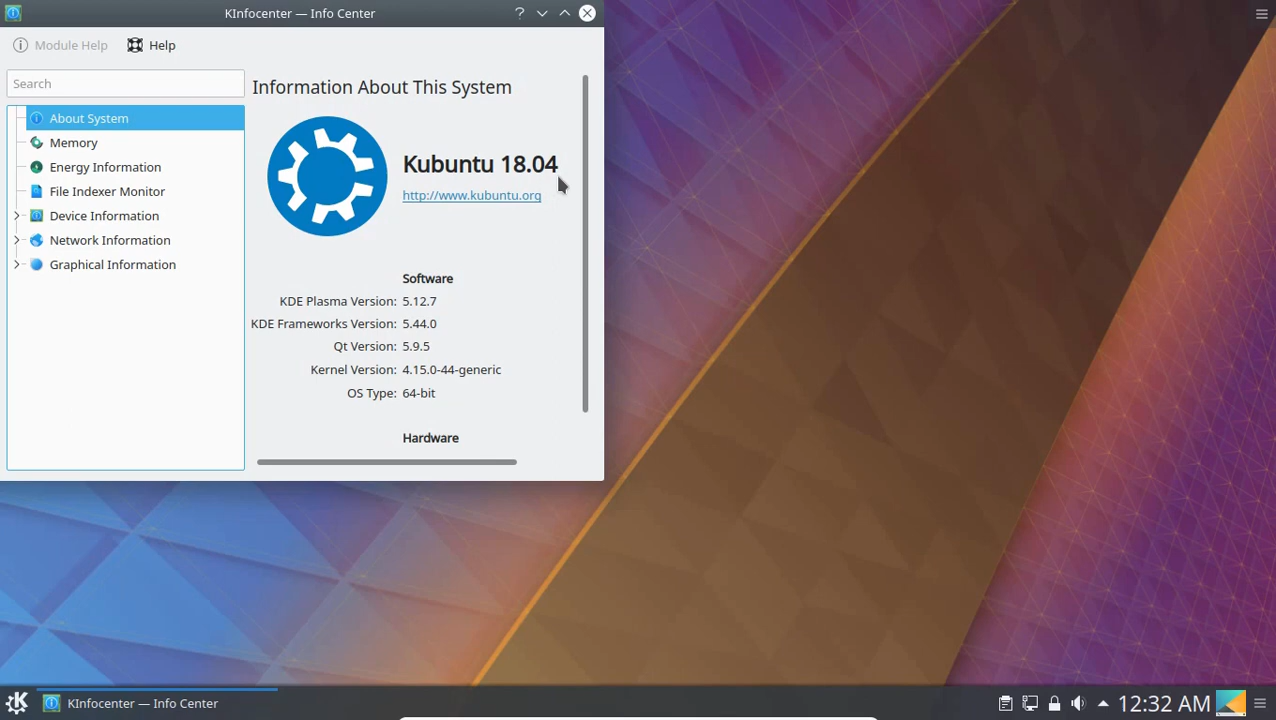 KInfocenter — Info Center
Module Help Help
Search
About System
Memory
Energy Information
File Indexer Monitor
Device Information
Network Information
Graphical Information
Information About This System
Kubuntu 18.04
http://www.kubuntu.org
Software
KDE Plasma Version: 5.12.7
KDE Frameworks Version: 5.44.0
Qt Version: 5.9.5
Kernel Version: 4.15.0-44-generic
OS Type: 64-bit
Hardware
KInfocenter — Info Center
12:32 AM